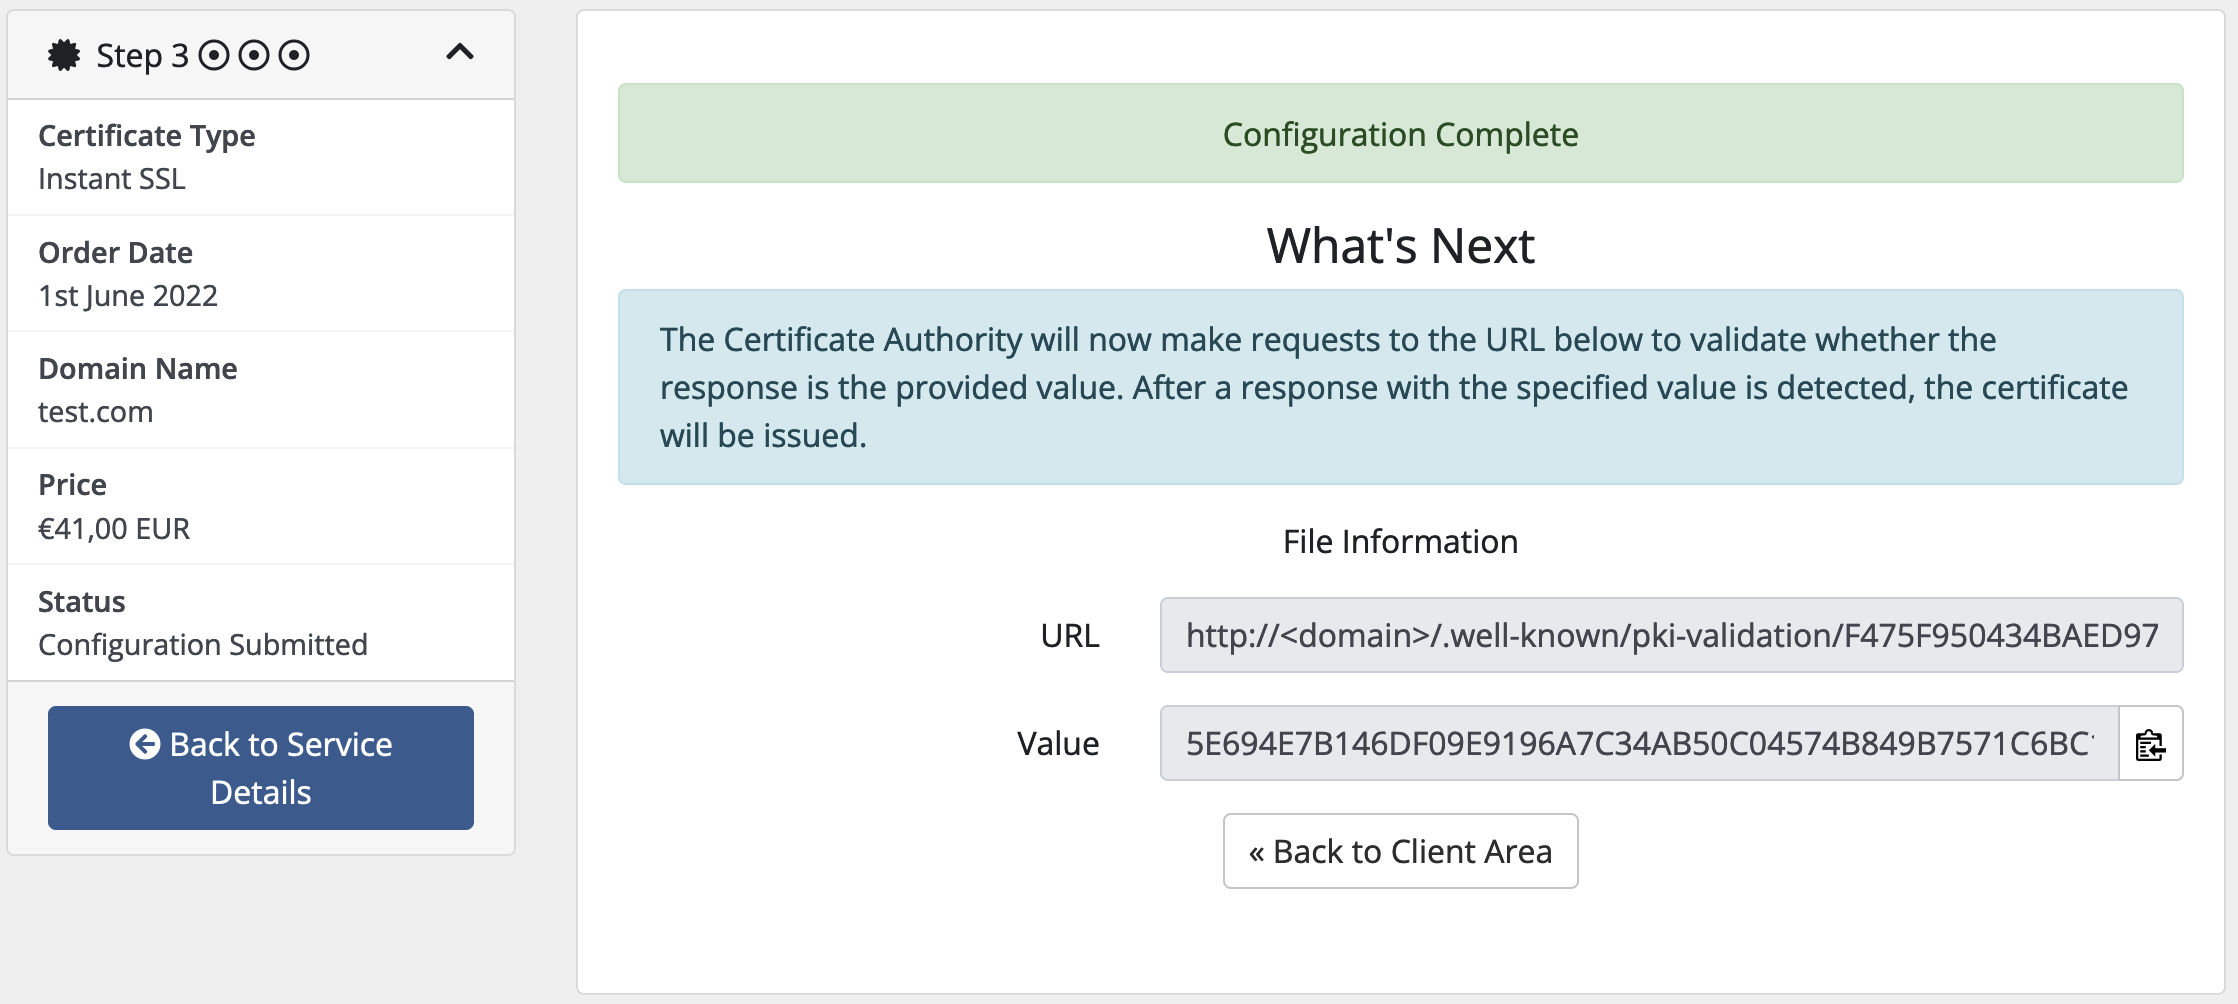 Step 3
Certificate Type
Instant SSL
Order Date
1st June 2022
Domain Name
test.com
Price
€41,00 EUR
Status
Configuration Submitted
Back to Service
Details
Configuration Complete
What's Next
The Certificate Authority will now make requests to the URL below to validate whether the
response is the provided value. After a response with the specified value is detected, the certificate
will be issued.
File Information
URL
http://<domain>/.well-known/pki-validation/F475F950434BAED97
Value
5E694E7B146DF09E9196A7C34AB50C04574B849B7571C6BC
« Back to Client Area